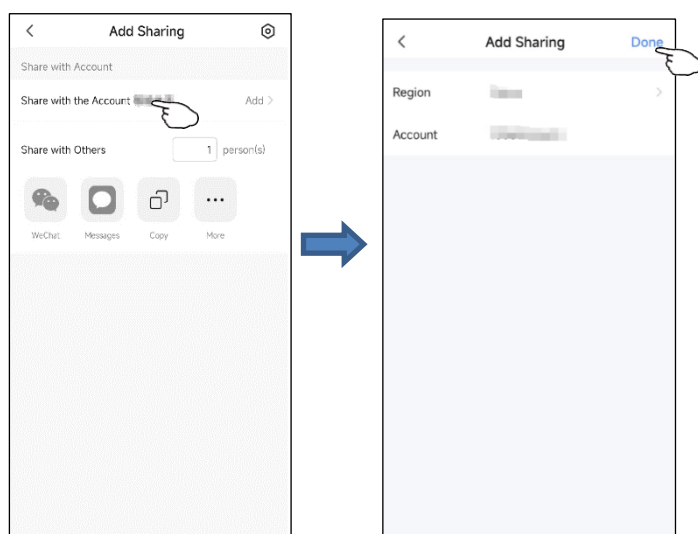 Add Sharing
Share with Account
Share with the Account
Add >
Share with Others
1 person(s)
WeChat Messages Copy More
Add Sharing
Done
Region
Account